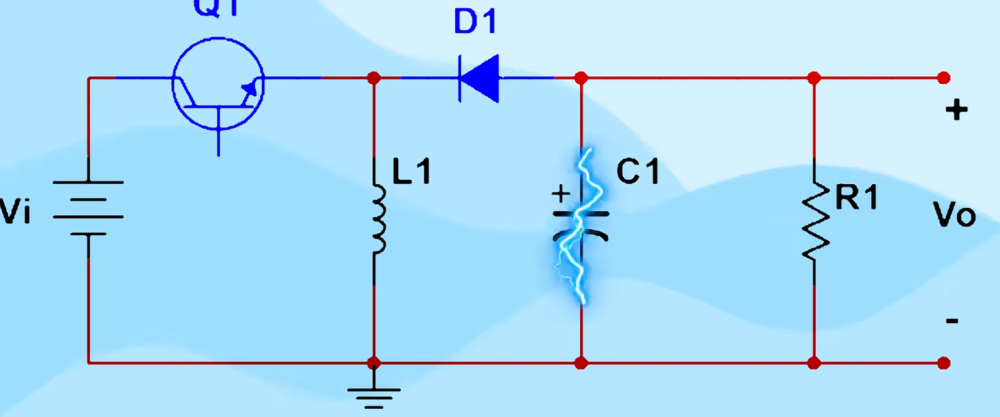 Q1
D1
L1
+
C1
R1
+
Vi
Vo
-